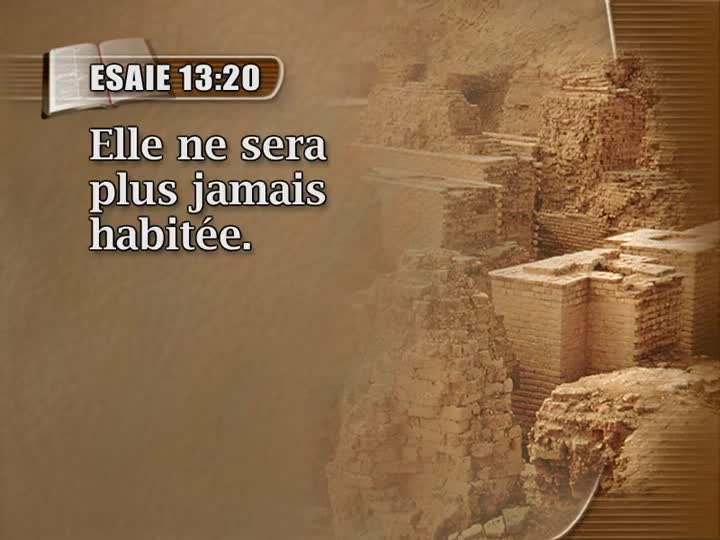 ESAIE 13:20
Elle ne sera
plus jamais
habitée.